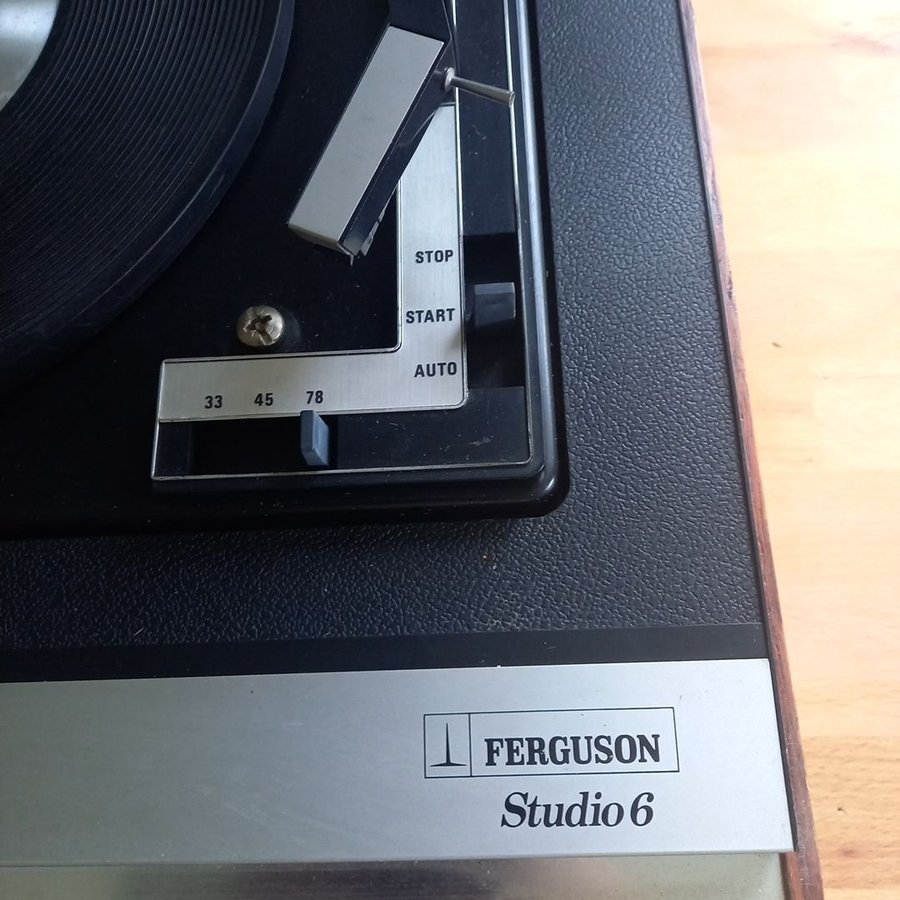 STOP
START
AUTO
33 45 78
FERGUSON
Studio 6